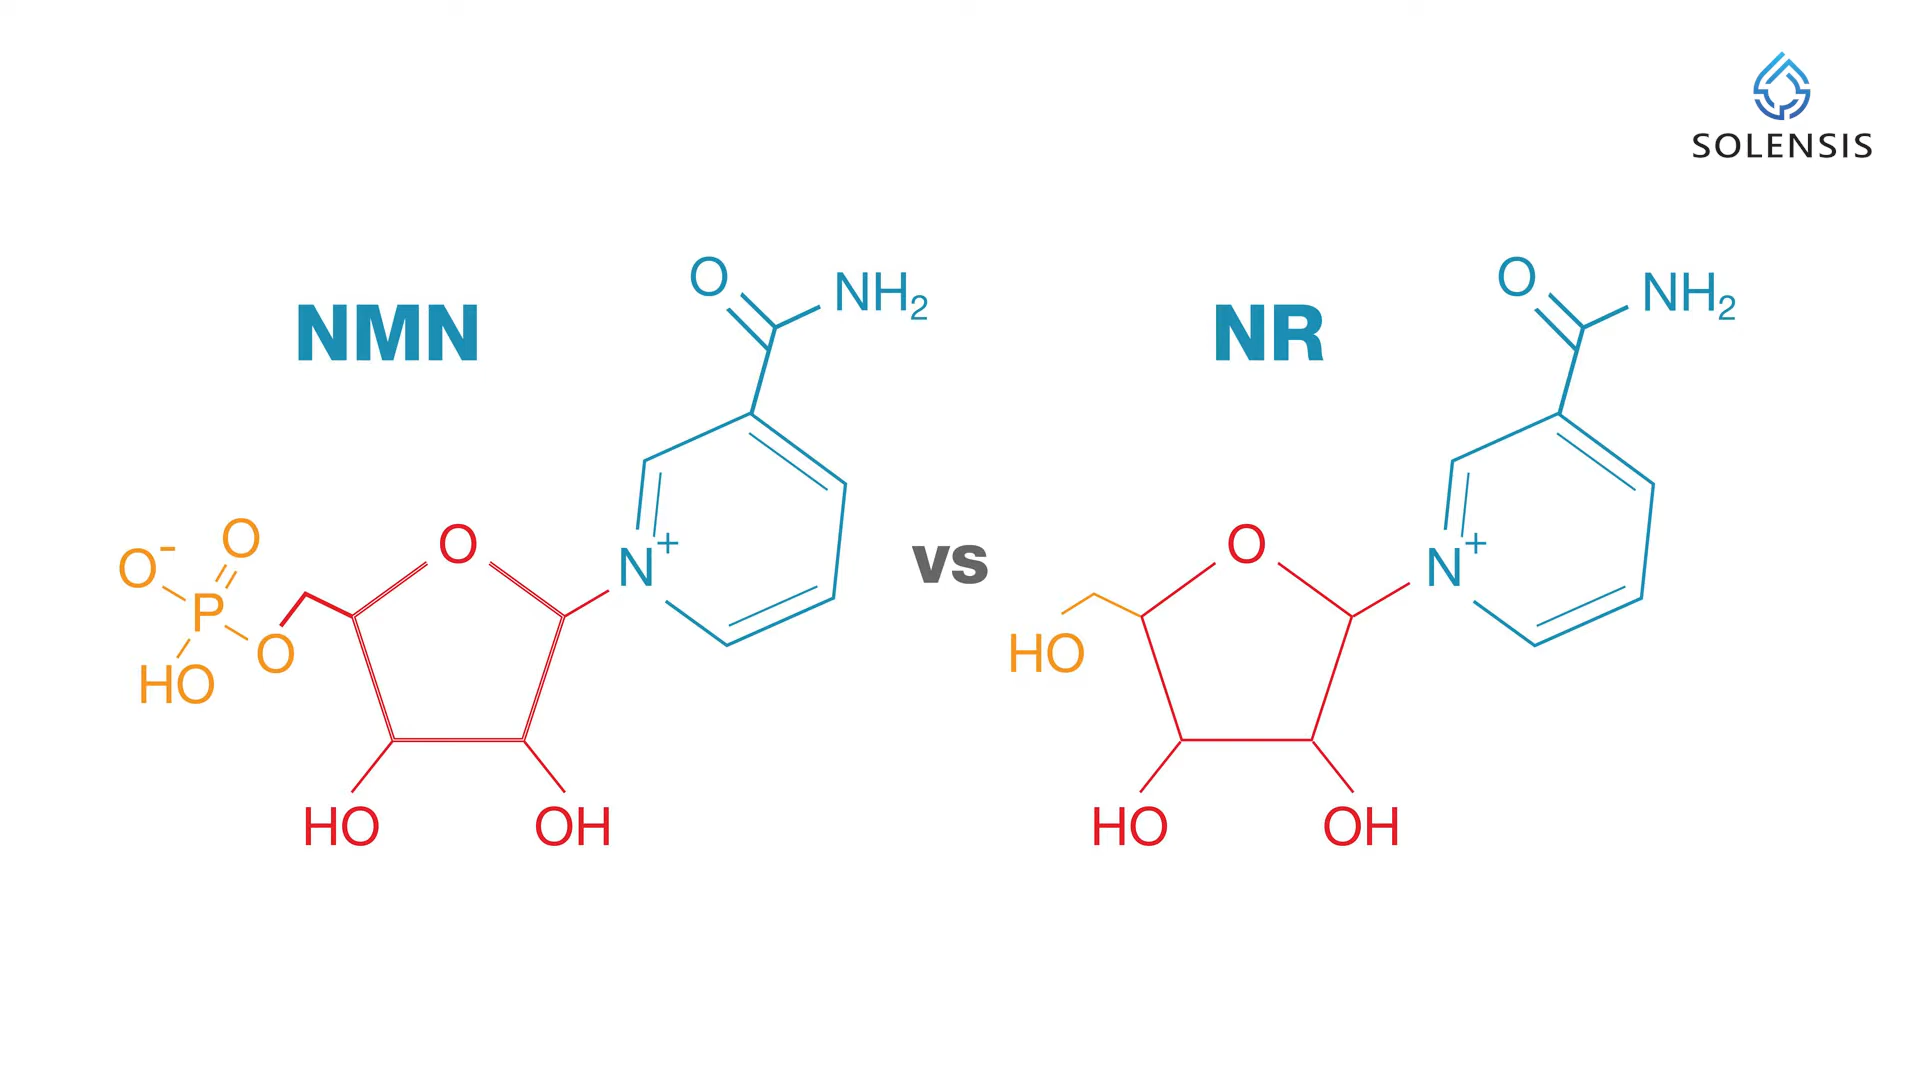 SOLENSIS
NMN
O
NH2
O-
O
P
HO
O
O
N+
HO
OH
vs
NR
O
NH2
HO
O
N+
HO
OH